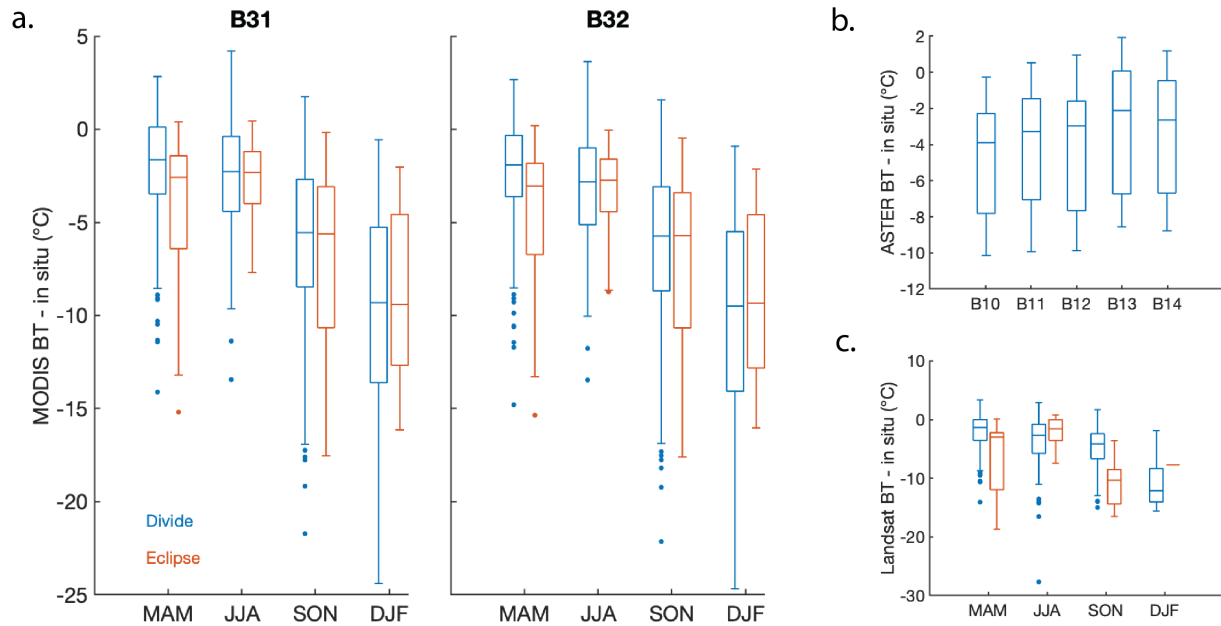 a.
B31
B32
MODIS BT - in situ (°C)
5
0
-5
-10
-15
-20
-25
Divide
Eclipse
MAM JJA SON DJF
MAM JJA SON DJF
b.
ASTER BT - in situ (°C)
2
0
-2
-4
-6
-8
-10
-12
B10 B11 B12 B13 B14
c.
Landsat BT - in situ (°C)
10
0
-10
-20
-30
MAM JJA SON DJF